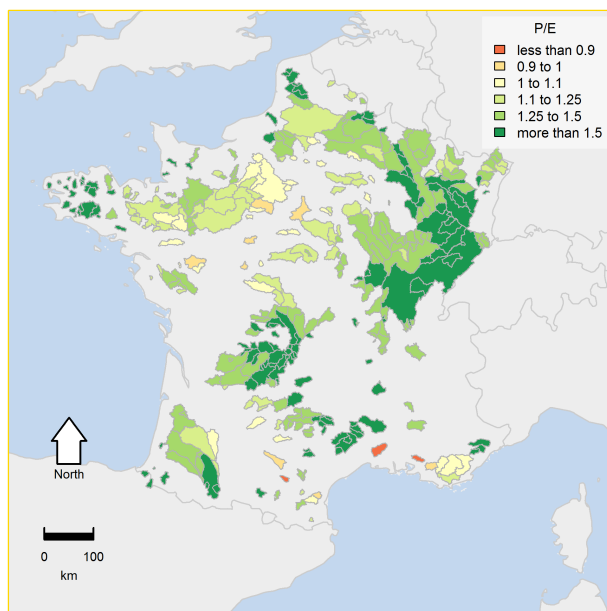 P/E
less than 0.9
0.9 to 1
1 to 1.1
1.1 to 1.25
1.25 to 1.5
more than 1.5
North
0 100
km